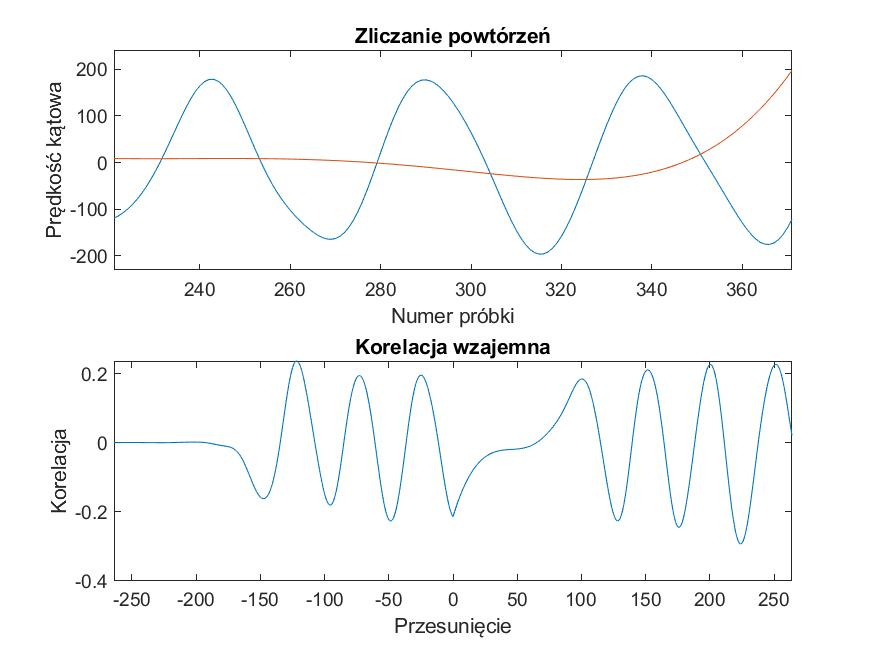 Zliczanie powtórzeń
Prędkość kątowa
200
100
0
-100
-200
240 260 280 300 320 340 360
Numer próbki
Korelacja wzajemna
Korelacja
0.2
0
-0.2
-0.4
-250 -200 -150 -100 -50 0 50 100 150 200 250
Przesunięcie